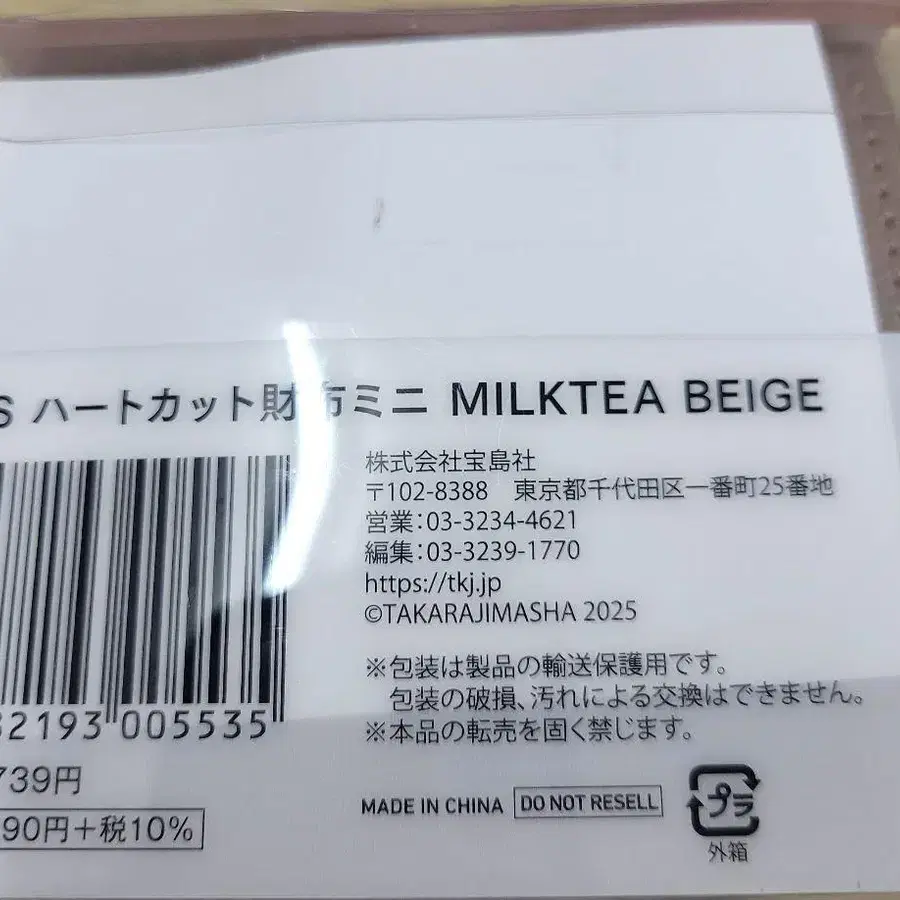 S ハートカット財布ミニ MILKTEA BEIGE
株式会社宝島社
〒102-8388 東京都千代田区一番町25番地
営業:03-3234-4621
編集:03-3239-1770
https://tkj.jp
©TAKARAJIMASHA 2025
※包装は製品の輸送保護用です。
包装の破損、汚れによる交換はできません。
※本品の転売を固く禁じます。
32193 005535
739円
90円+税10%
MADE IN CHINA DO NOT RESELL
プラ
外箱